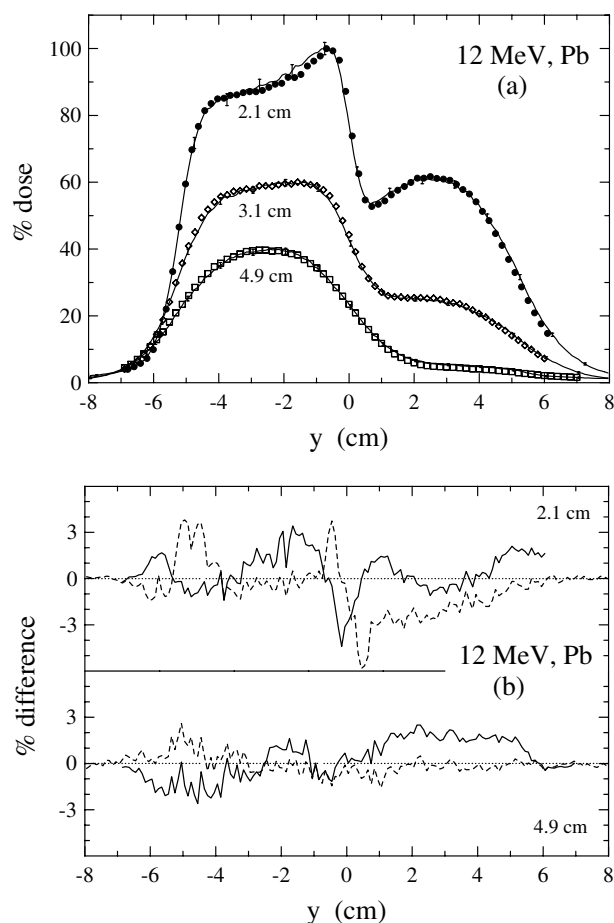 100
80
60
40
20
0
% dose
12 MeV, Pb
(a)
2.1 cm
3.1 cm
4.9 cm
-8 -6 -4 -2 0 2 4 6 8
y (cm)
3
0
-3
3
0
-3
% difference
2.1 cm
12 MeV, Pb
(b)
4.9 cm
-8 -6 -4 -2 0 2 4 6 8
y (cm)